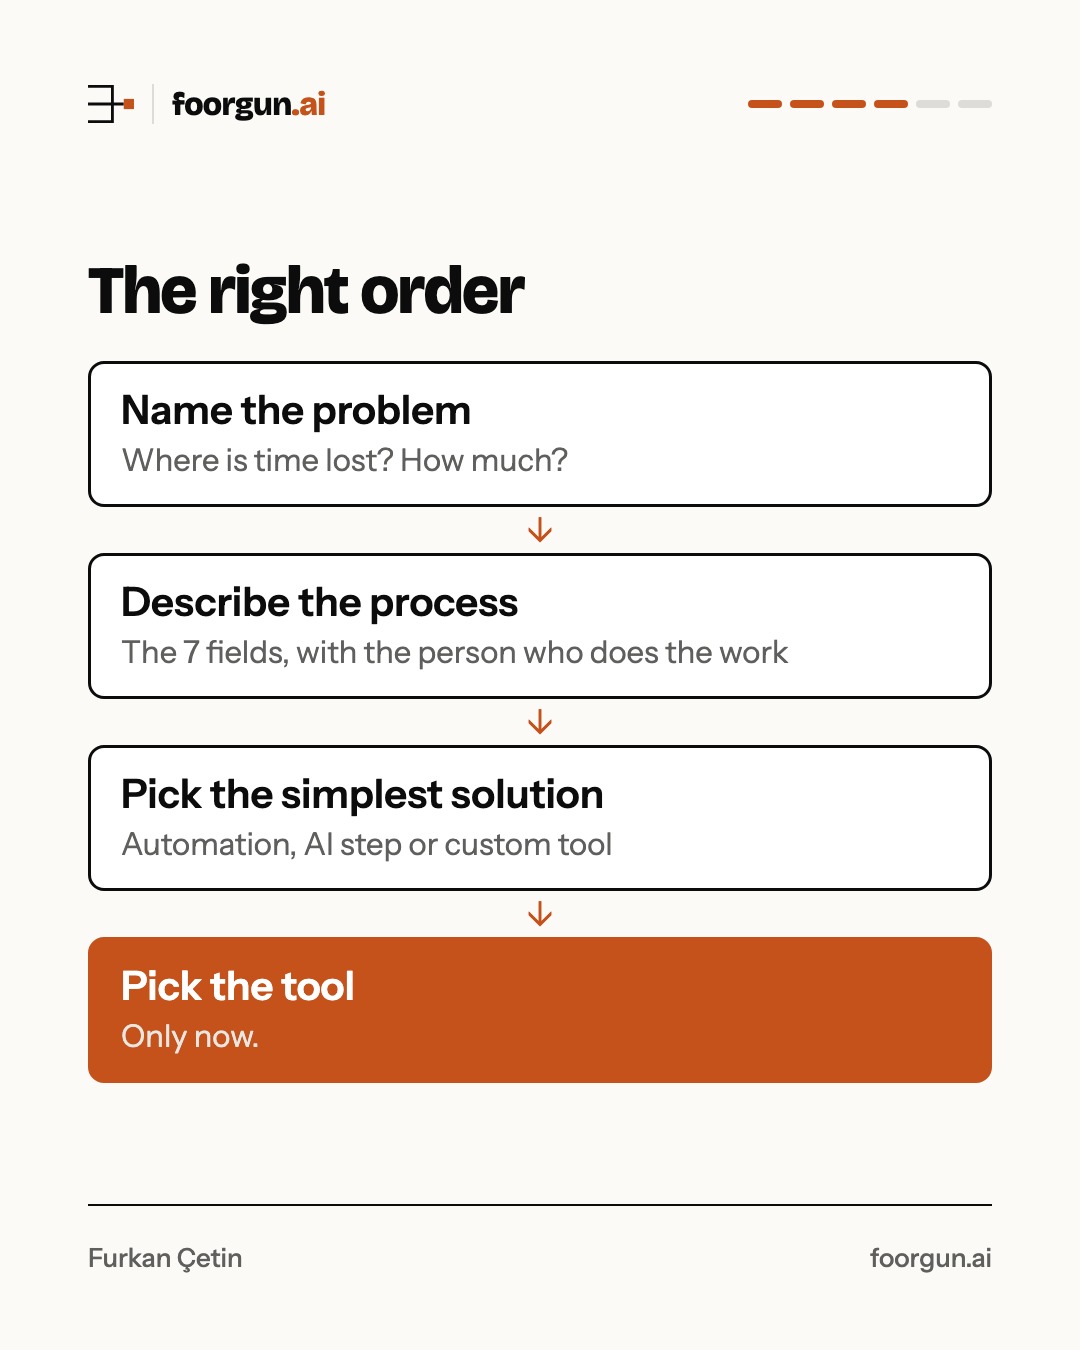 foorgun.ai
The right order
Name the problem
Where is time lost? How much?
Describe the process
The 7 fields, with the person who does the work
Pick the simplest solution
Automation, AI step or custom tool
Pick the tool
Only now.
Furkan Çetin
foorgun.ai